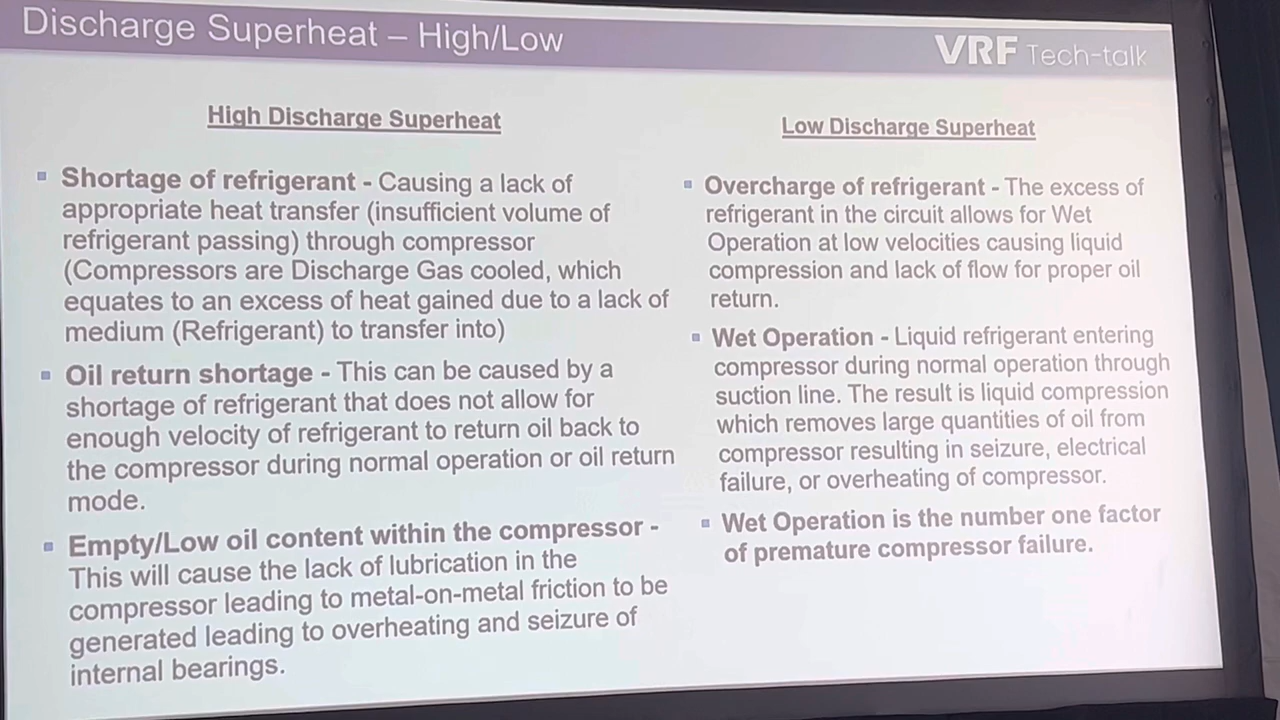 Discharge Superheat – High/Low
VRF Tech-talk
High Discharge Superheat
Shortage of refrigerant - Causing a lack of
appropriate heat transfer (insufficient volume of
refrigerant passing) through compressor
(Compressors are Discharge Gas cooled, which
equates to an excess of heat gained due to a lack of
medium (Refrigerant) to transfer into)
Oil return shortage - This can be caused by a
shortage of refrigerant that does not allow for
enough velocity of refrigerant to return oil back to
the compressor during normal operation or oil return
mode.
Empty/Low oil content within the compressor -
This will cause the lack of lubrication in the
compressor leading to metal-on-metal friction to be
generated leading to overheating and seizure of
internal bearings.
Low Discharge Superheat
Overcharge of refrigerant - The excess of
refrigerant in the circuit allows for Wet
Operation at low velocities causing liquid
compression and lack of flow for proper oil
return.
Wet Operation - Liquid refrigerant entering
compressor during normal operation through
suction line. The result is liquid compression
which removes large quantities of oil from
compressor resulting in seizure, electrical
failure, or overheating of compressor.
Wet Operation is the number one factor
of premature compressor failure.